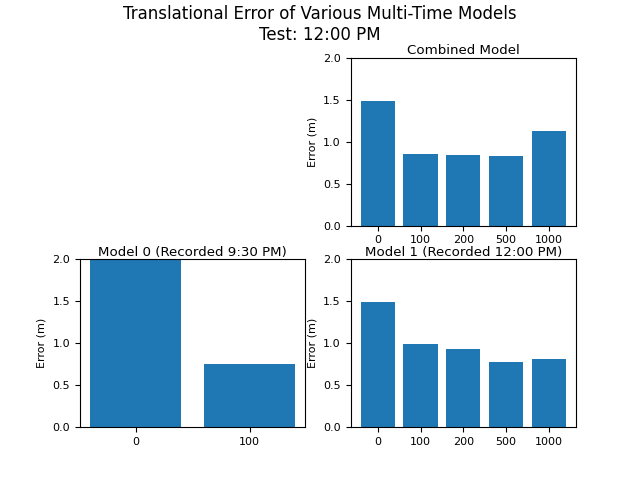 Translational Error of Various Multi-Time Models
Test: 12:00 PM
Combined Model
Error (m)
2.0
1.5
1.0
0.5
0.0
0 100 200 500 1000
Model 0 (Recorded 9:30 PM)
Error (m)
2.0
1.5
1.0
0.5
0.0
0 100
Model 1 (Recorded 12:00 PM)
Error (m)
2.0
1.5
1.0
0.5
0.0
0 100 200 500 1000